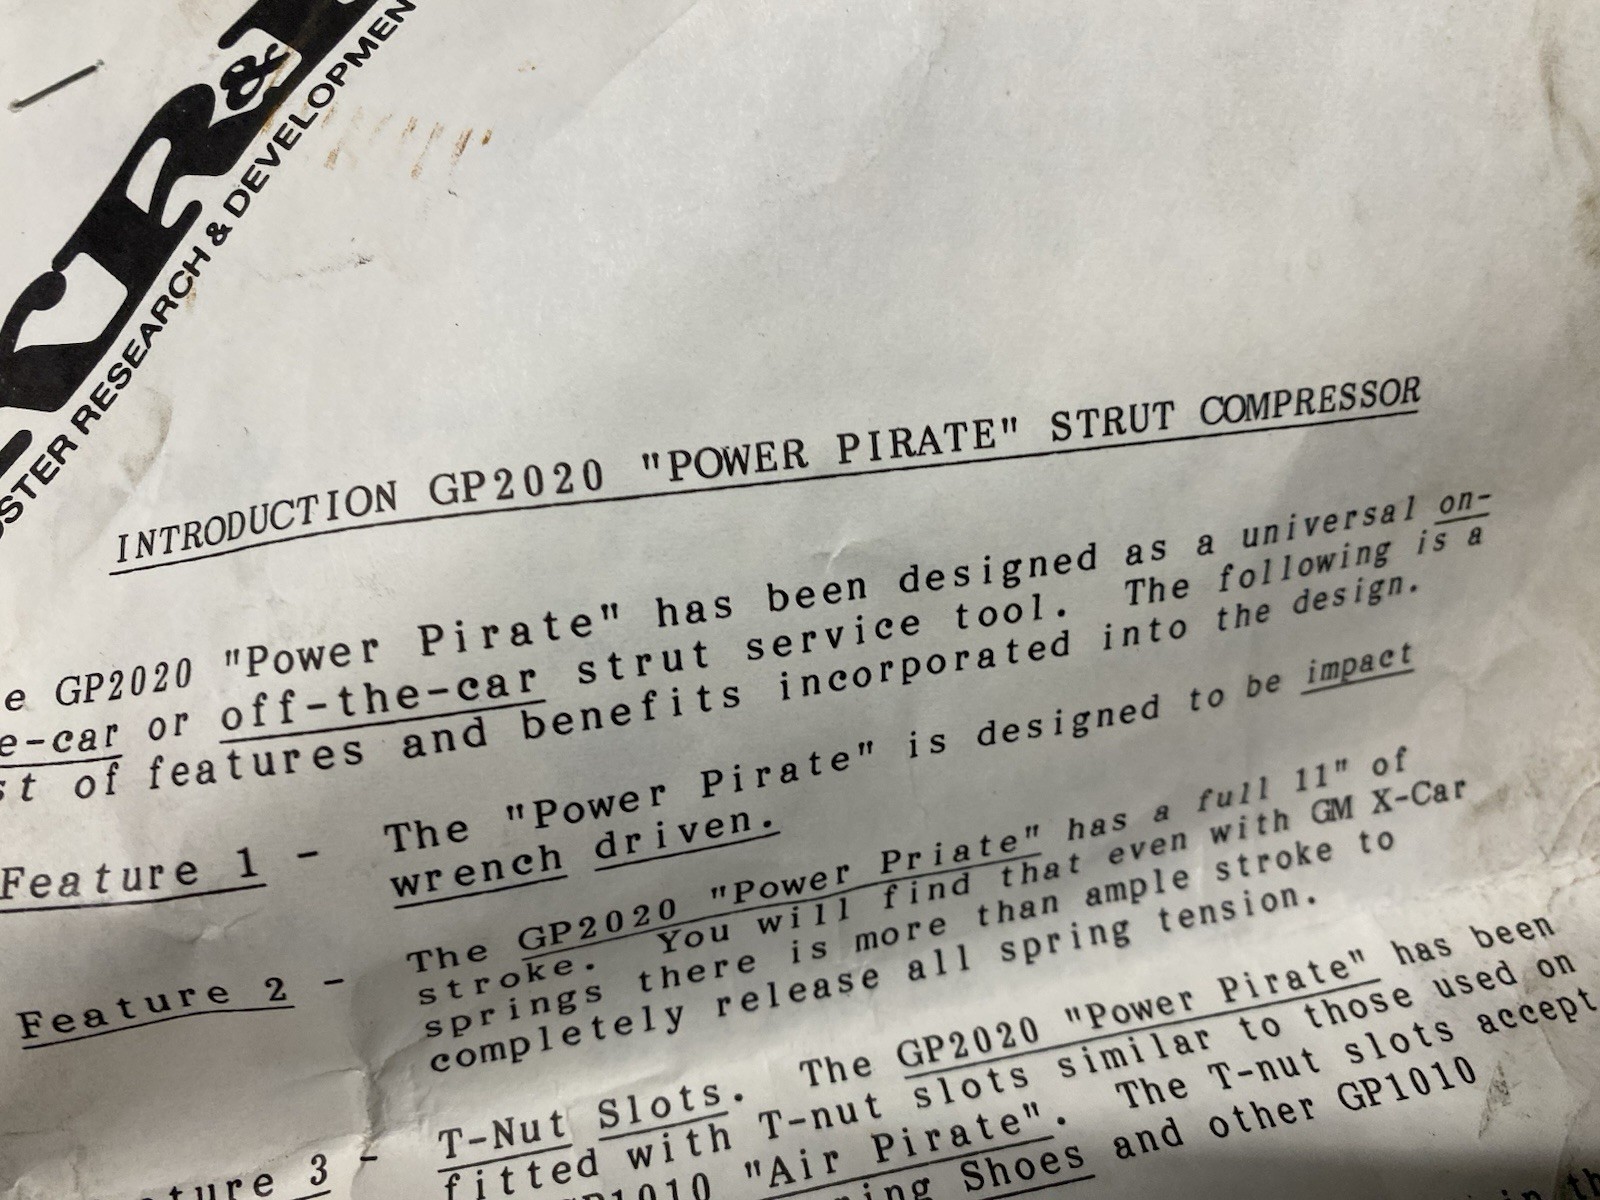 R&
RESEARCH & DEVELOPMEN
INTRODUCTION GP2020 "POWER PIRATE" STRUT COMPRESSOR
e GP2020 "Power Pirate" has been designed as a universal on-
e-car or off-the-car strut service tool. The following is a
st of features and benefits incorporated into the design.
Feature 1 - The "Power Pirate" is designed to be impact
wrench driven.
Feature 2 - The GP2020 "Power Priate" has a full 11" of
stroke. You will find that even with GM X-Car
springs there is more than ample stroke to
completely release all spring tension.
ture 3 - T-Nut Slots. The GP2020 "Power Pirate" has been
fitted with T-nut slots similar to those used on
GP1010 "Air Pirate". The T-nut slots accept
ing Shoes and other GP1010